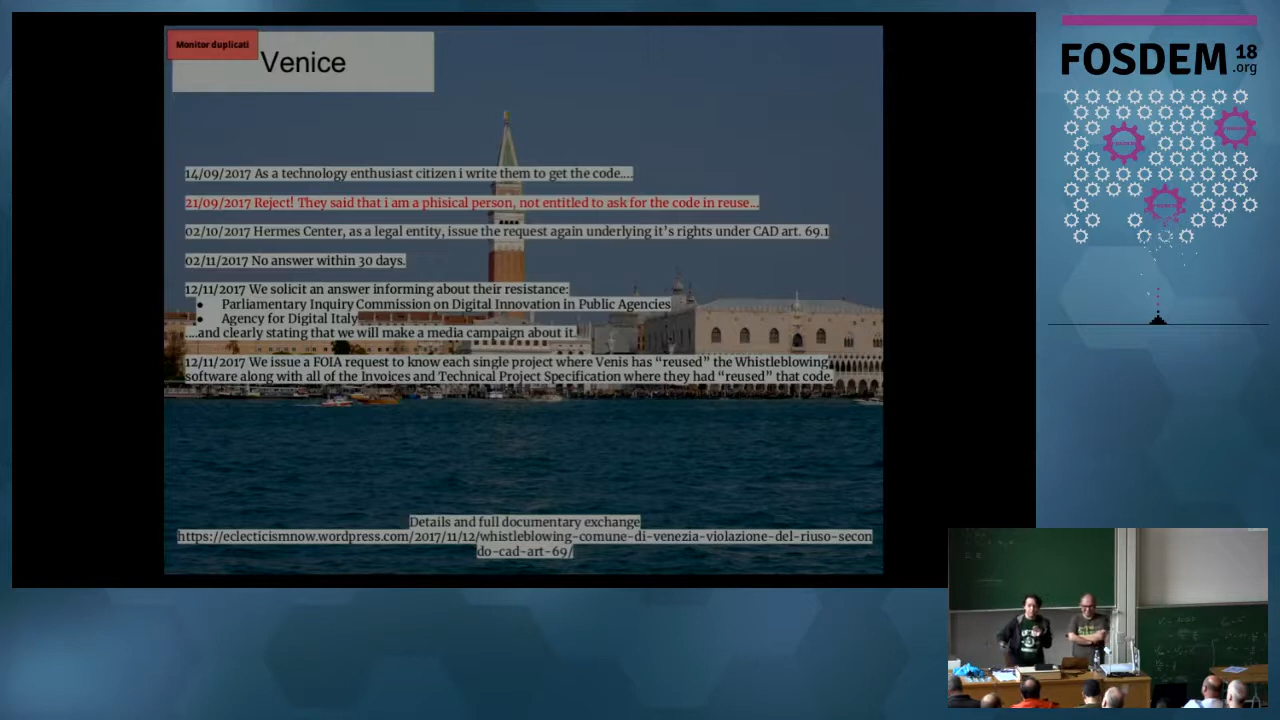 Monitor duplicati
Venice
14/09/2017 As a technology enthusiast citizen i write them to get the code....
21/09/2017 Reject! They said that i am a phisical person, not entitled to ask for the code in reuse...
02/10/2017 Hermes Center, as a legal entity, issue the request again underlying it's rights under CAD art. 69.1
02/11/2017 No answer within 30 days.
12/11/2017 We solicit an answer informing about their resistance:
● Parliamentary Inquiry Commission on Digital Innovation in Public Agencies
● Agency for Digital Italy
....and clearly stating that we will make a media campaign about it.
12/11/2017 We issue a FOIA request to know each single project where Venis has “reused” the Whistleblowing
software along with all of the Invoices and Technical Project Specification where they had “reused” that code.
Details and full documentary exchange
https://eclecticismnow.wordpress.com/2017/11/12/whistleblowing-comune-di-venezia-violazione-del-riuso-secon
do-cad-art-69/
FOSDEM 18
.org